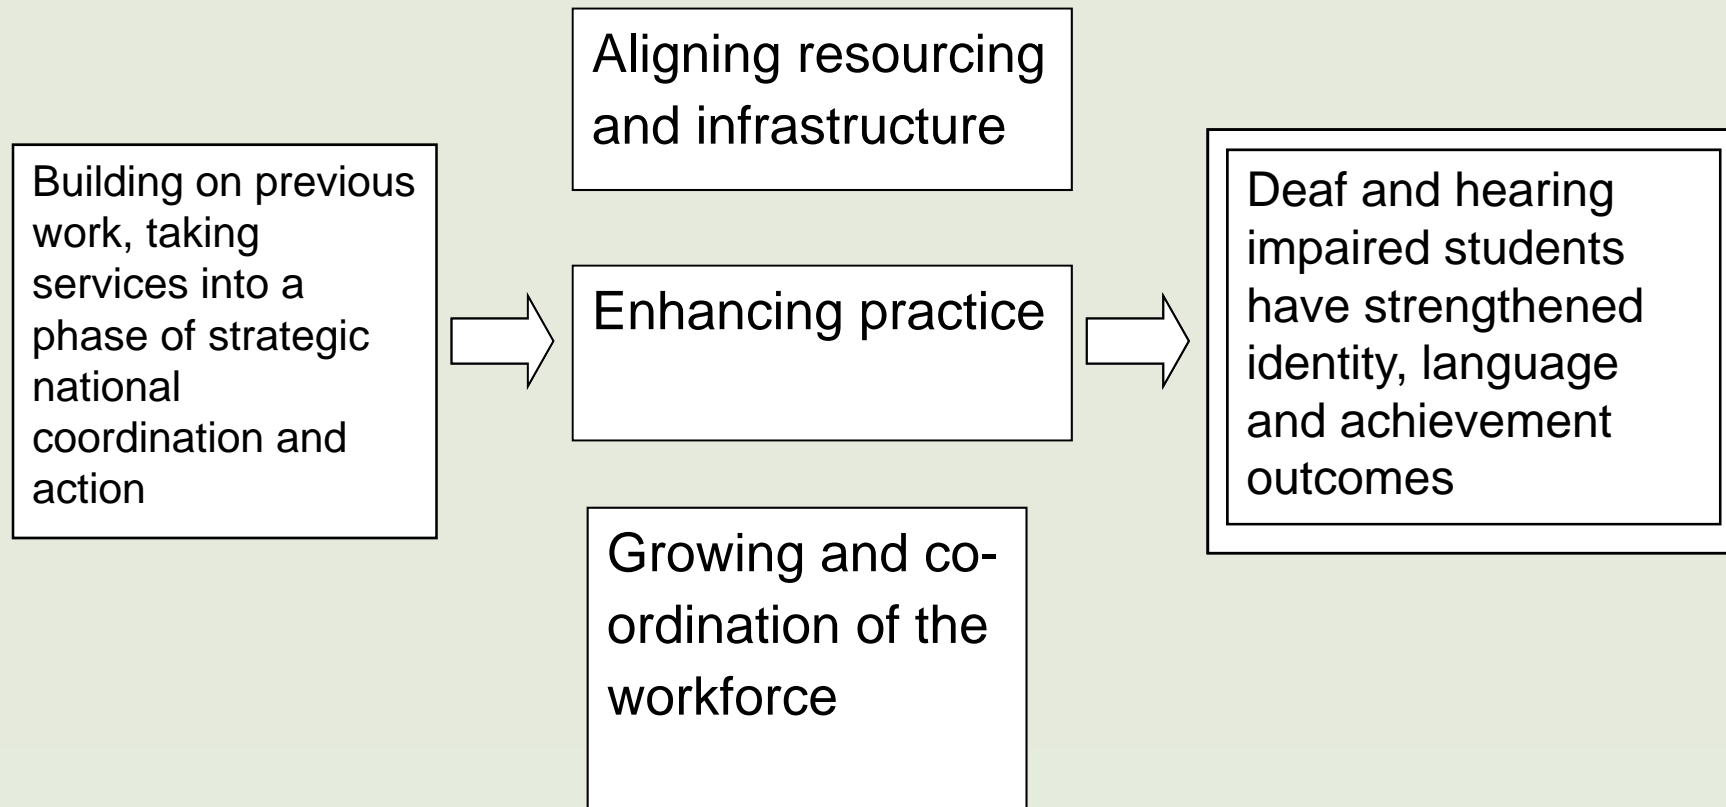 Building on previous
work, taking
services into a
phase of strategic
national
coordination and
action
Aligning resourcing
and infrastructure
Enhancing practice
Growing and co-
ordination of the
workforce
Deaf and hearing
impaired students
have strengthened
identity, language
and achievement
outcomes